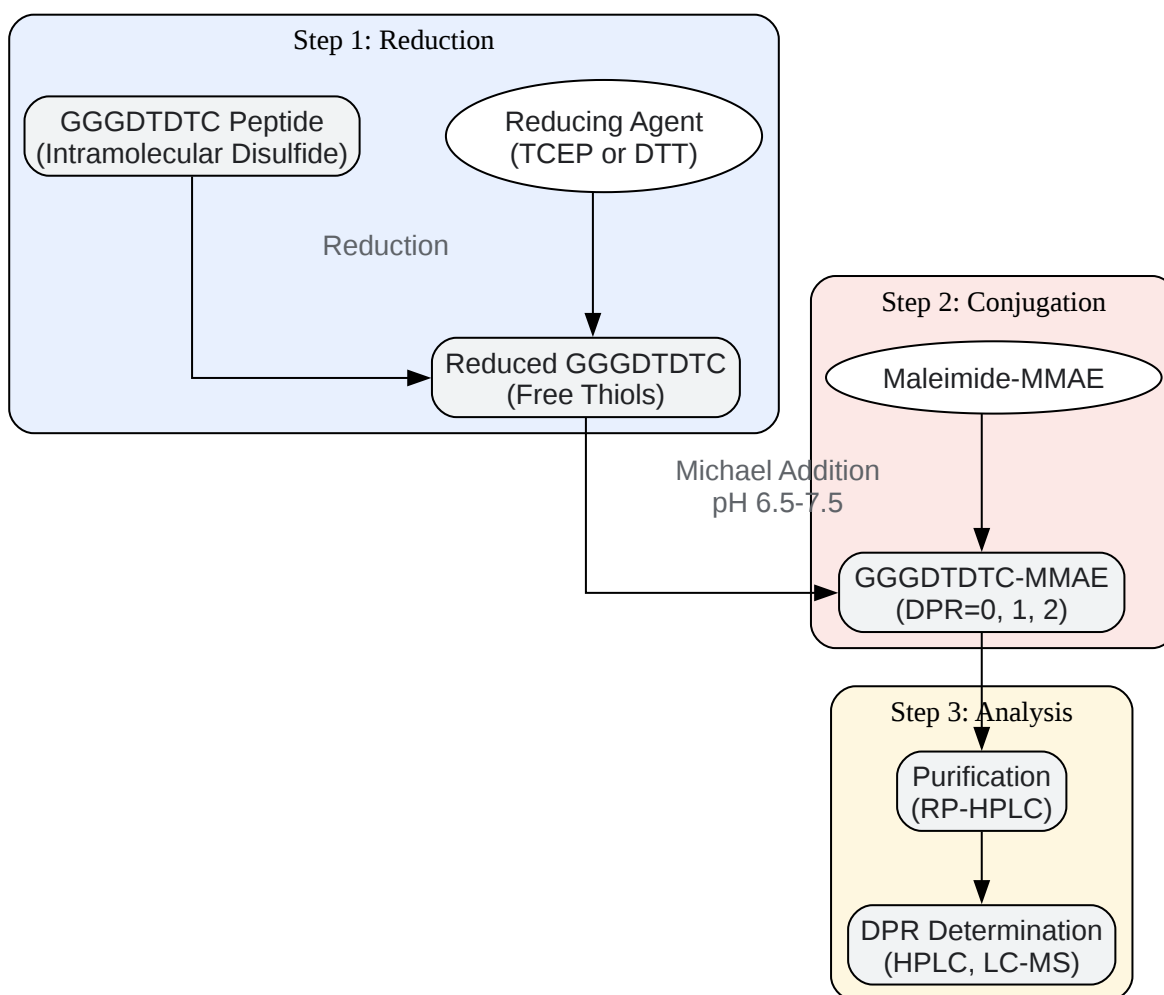 Step 1: Reduction
GGGDTDTC Peptide
(Intramolecular Disulfide)
Reducing Agent
(TCEP or DTT)
Reduction
Reduced GGGDTDTC
(Free Thiols)
Step 2: Conjugation
Maleimide-MMAE
Michael Addition
pH 6.5-7.5
GGGDTDTC-MMAE
(DPR=0, 1, 2)
Step 3: Analysis
Purification
(RP-HPLC)
DPR Determination
(HPLC, LC-MS)